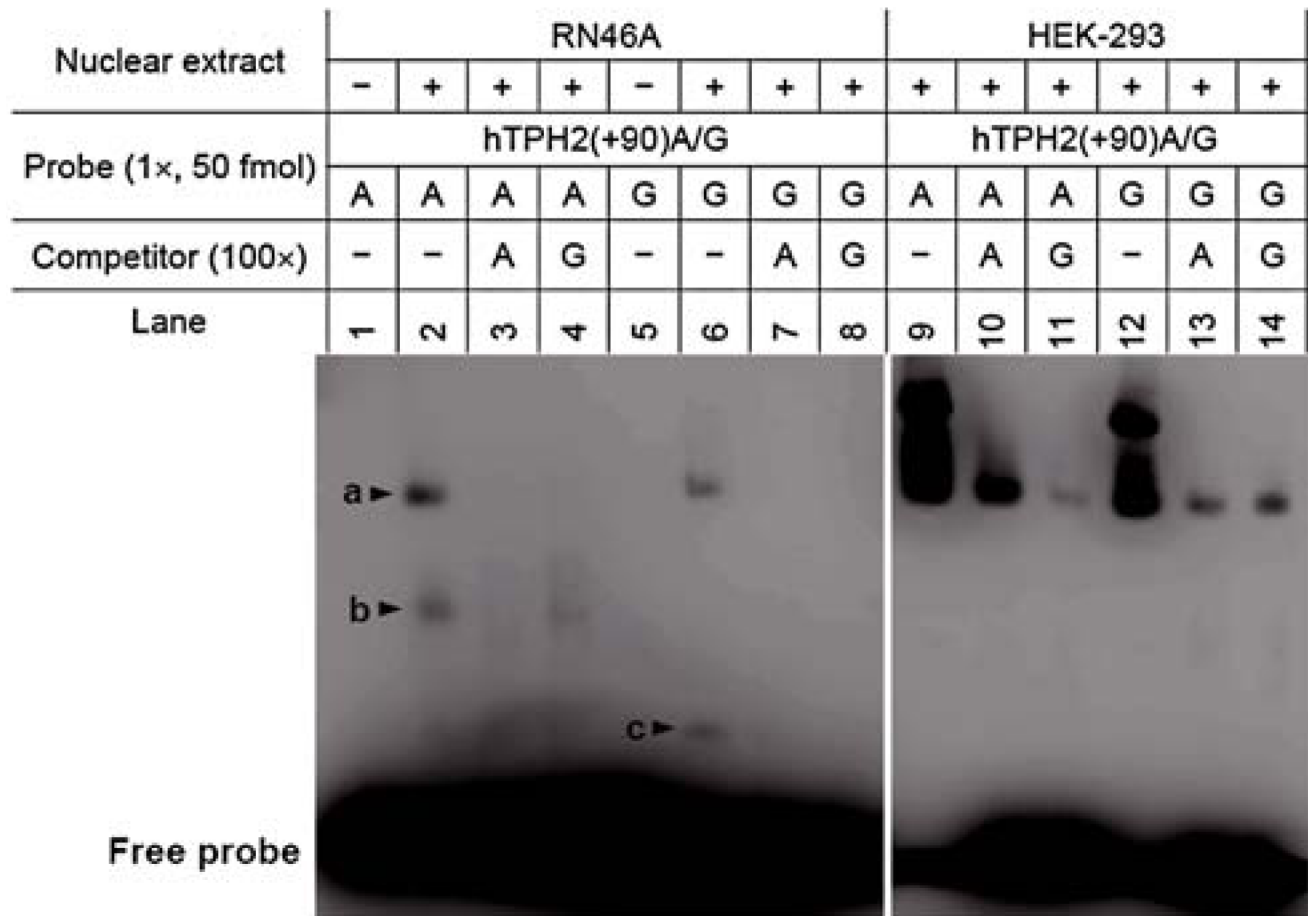 RN46A HEK-293
Nuclear extract − + + + − + + + + + + + + +
hTPH2(+90)A/G hTPH2(+90)A/G
Probe (1×, 50 fmol) A A A A G G G G A A A G G G
Competitor (100×) − − A G − − A G − A G − A G
Lane 1 2 3 4 5 6 7 8 9 10 11 12 13 14
a
b
c
Free probe